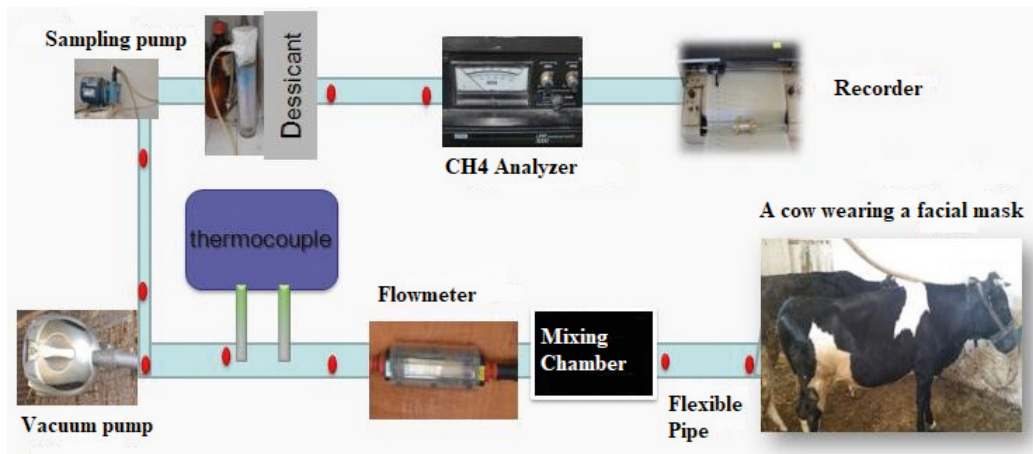 Sampling pump
Dessicant
CH4 Analyzer
Recorder
thermocouple
A cow wearing a facial mask
Flowmeter
Mixing
Chamber
Flexible
Pipe
Vacuum pump